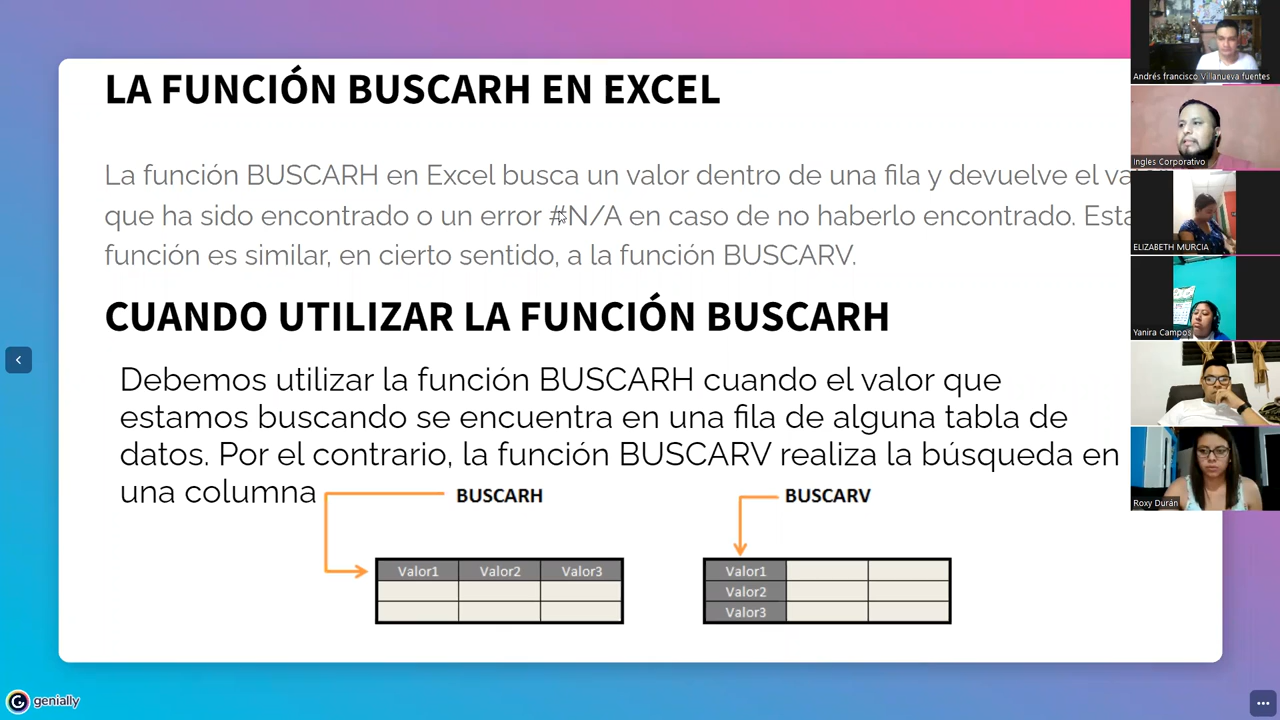 LA FUNCIÓN BUSCARH EN EXCEL
La función BUSCARH en Excel busca un valor dentro de una fila y devuelve el
que ha sido encontrado o un error #N/A en caso de no haberlo encontrado. Esta
función es similar, en cierto sentido, a la función BUSCARV.
CUANDO UTILIZAR LA FUNCIÓN BUSCARH
Debemos utilizar la función BUSCARH cuando el valor que
estamos buscando se encuentra en una fila de alguna tabla de
datos. Por el contrario, la función BUSCARV realiza la búsqueda en
una columna
BUSCARH
BUSCARV
Valor1 Valor2 Valor3
Valor1
Valor2
Valor3
Andrés francisco Villanueva fuentes
Ingles Corporativo
ELIZABETH MURCIA
Yanira Campos
Roxy Durán
genially